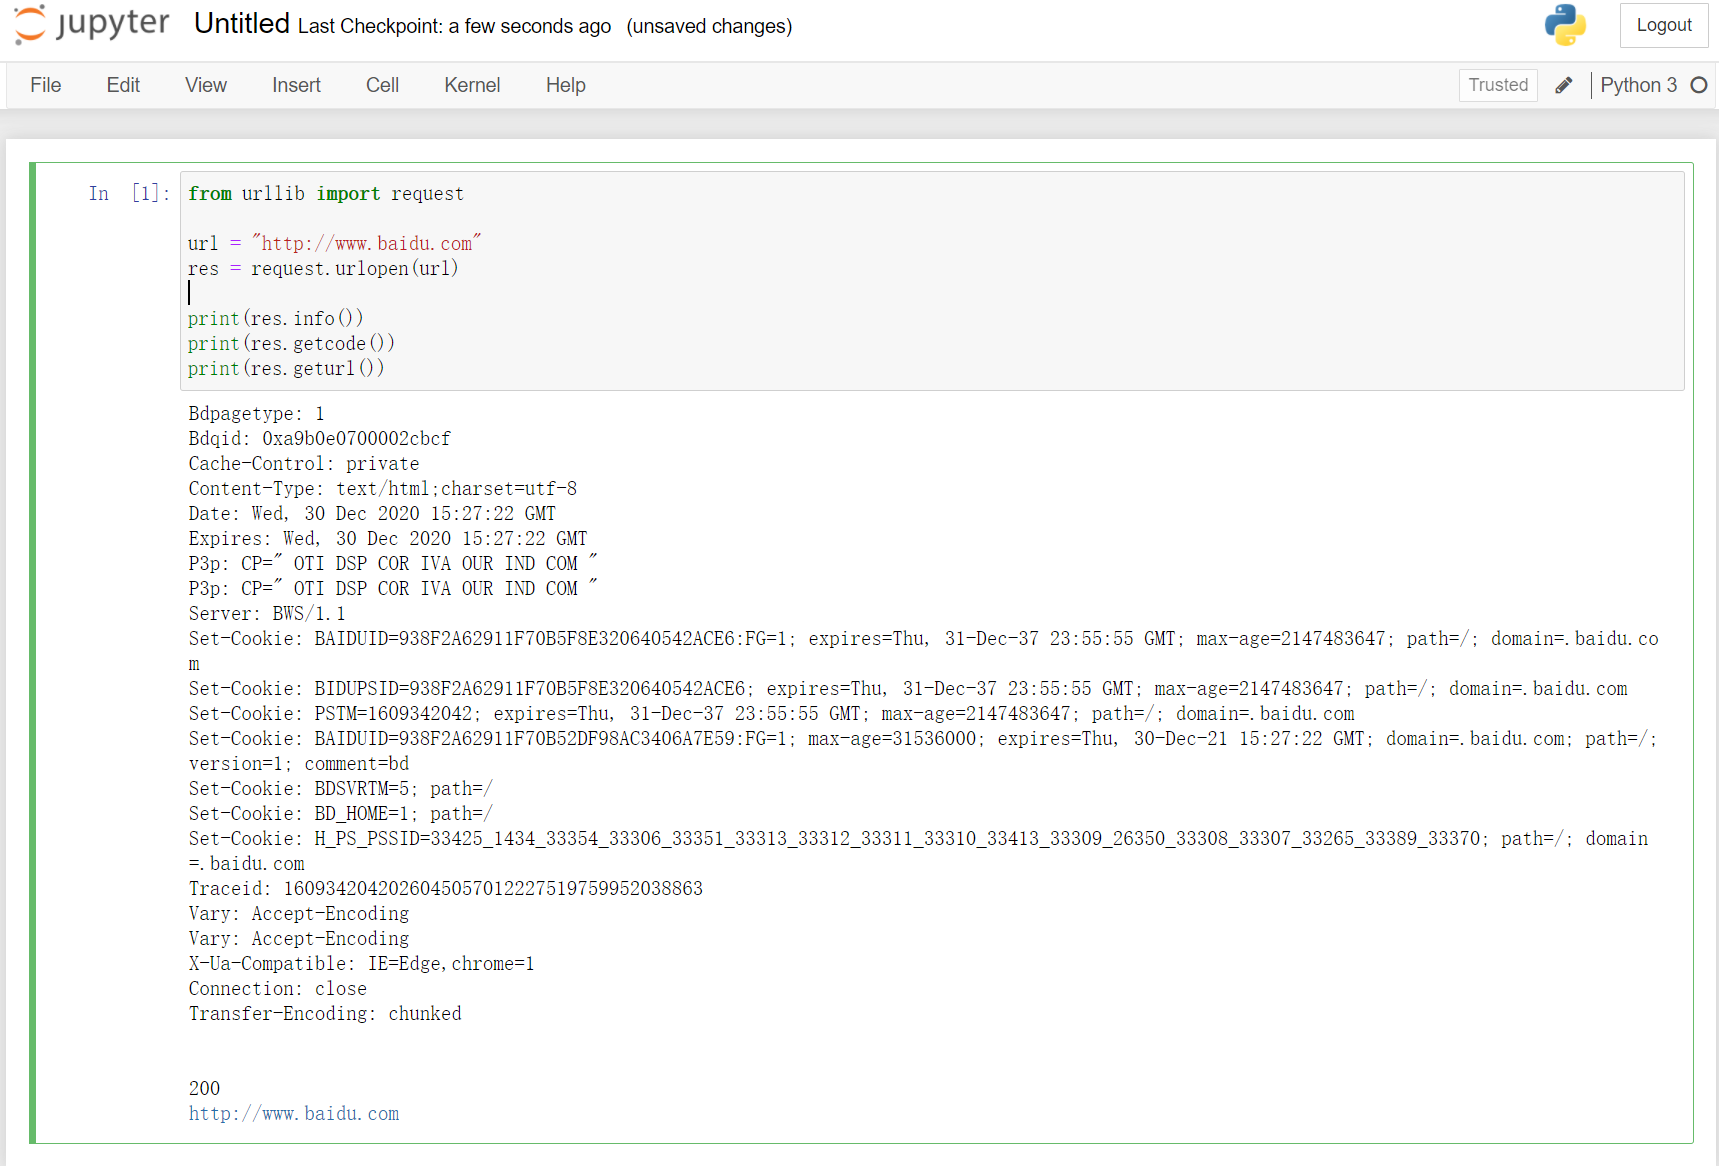 jupyter Untitled Last Checkpoint: a few seconds ago (unsaved changes) Logout
File Edit View Insert Cell Kernel Help Trusted Python 3
In [1]: from urllib import request
url = "http://www.baidu.com"
res = request.urlopen(url)
print(res.info())
print(res.getcode())
print(res.geturl())
Bdpagetype: 1
Bdqid: 0xa9b0e0700002cbcf
Cache-Control: private
Content-Type: text/html;charset=utf-8
Date: Wed, 30 Dec 2020 15:27:22 GMT
Expires: Wed, 30 Dec 2020 15:27:22 GMT
P3p: CP=" OTI DSP COR IVA OUR IND COM "
P3p: CP=" OTI DSP COR IVA OUR IND COM "
Server: BWS/1.1
Set-Cookie: BAIDUID=938F2A62911F70B5F8E320640542ACE6:FG=1; expires=Thu, 31-Dec-37 23:55:55 GMT; max-age=2147483647; path=/; domain=.baidu.co
m
Set-Cookie: BIDUPSID=938F2A62911F70B5F8E320640542ACE6; expires=Thu, 31-Dec-37 23:55:55 GMT; max-age=2147483647; path=/; domain=.baidu.com
Set-Cookie: PSTM=1609342042; expires=Thu, 31-Dec-37 23:55:55 GMT; max-age=2147483647; path=/; domain=.baidu.com
Set-Cookie: BAIDUID=938F2A62911F70B52DF98AC3406A7E59:FG=1; max-age=31536000; expires=Thu, 30-Dec-21 15:27:22 GMT; domain=.baidu.com; path=/;
version=1; comment=bd
Set-Cookie: BDSVRTM=5; path=/
Set-Cookie: BD_HOME=1; path=/
Set-Cookie: H_PS_PSSID=33425_1434_33354_33306_33351_33313_33312_33311_33310_33413_33309_26350_33308_33307_33265_33389_33370; path=/; domain
=.baidu.com
Traceid: 1609342042026045057012227519759952038863
Vary: Accept-Encoding
Vary: Accept-Encoding
X-Ua-Compatible: IE=Edge,chrome=1
Connection: close
Transfer-Encoding: chunked
200
http://www.baidu.com